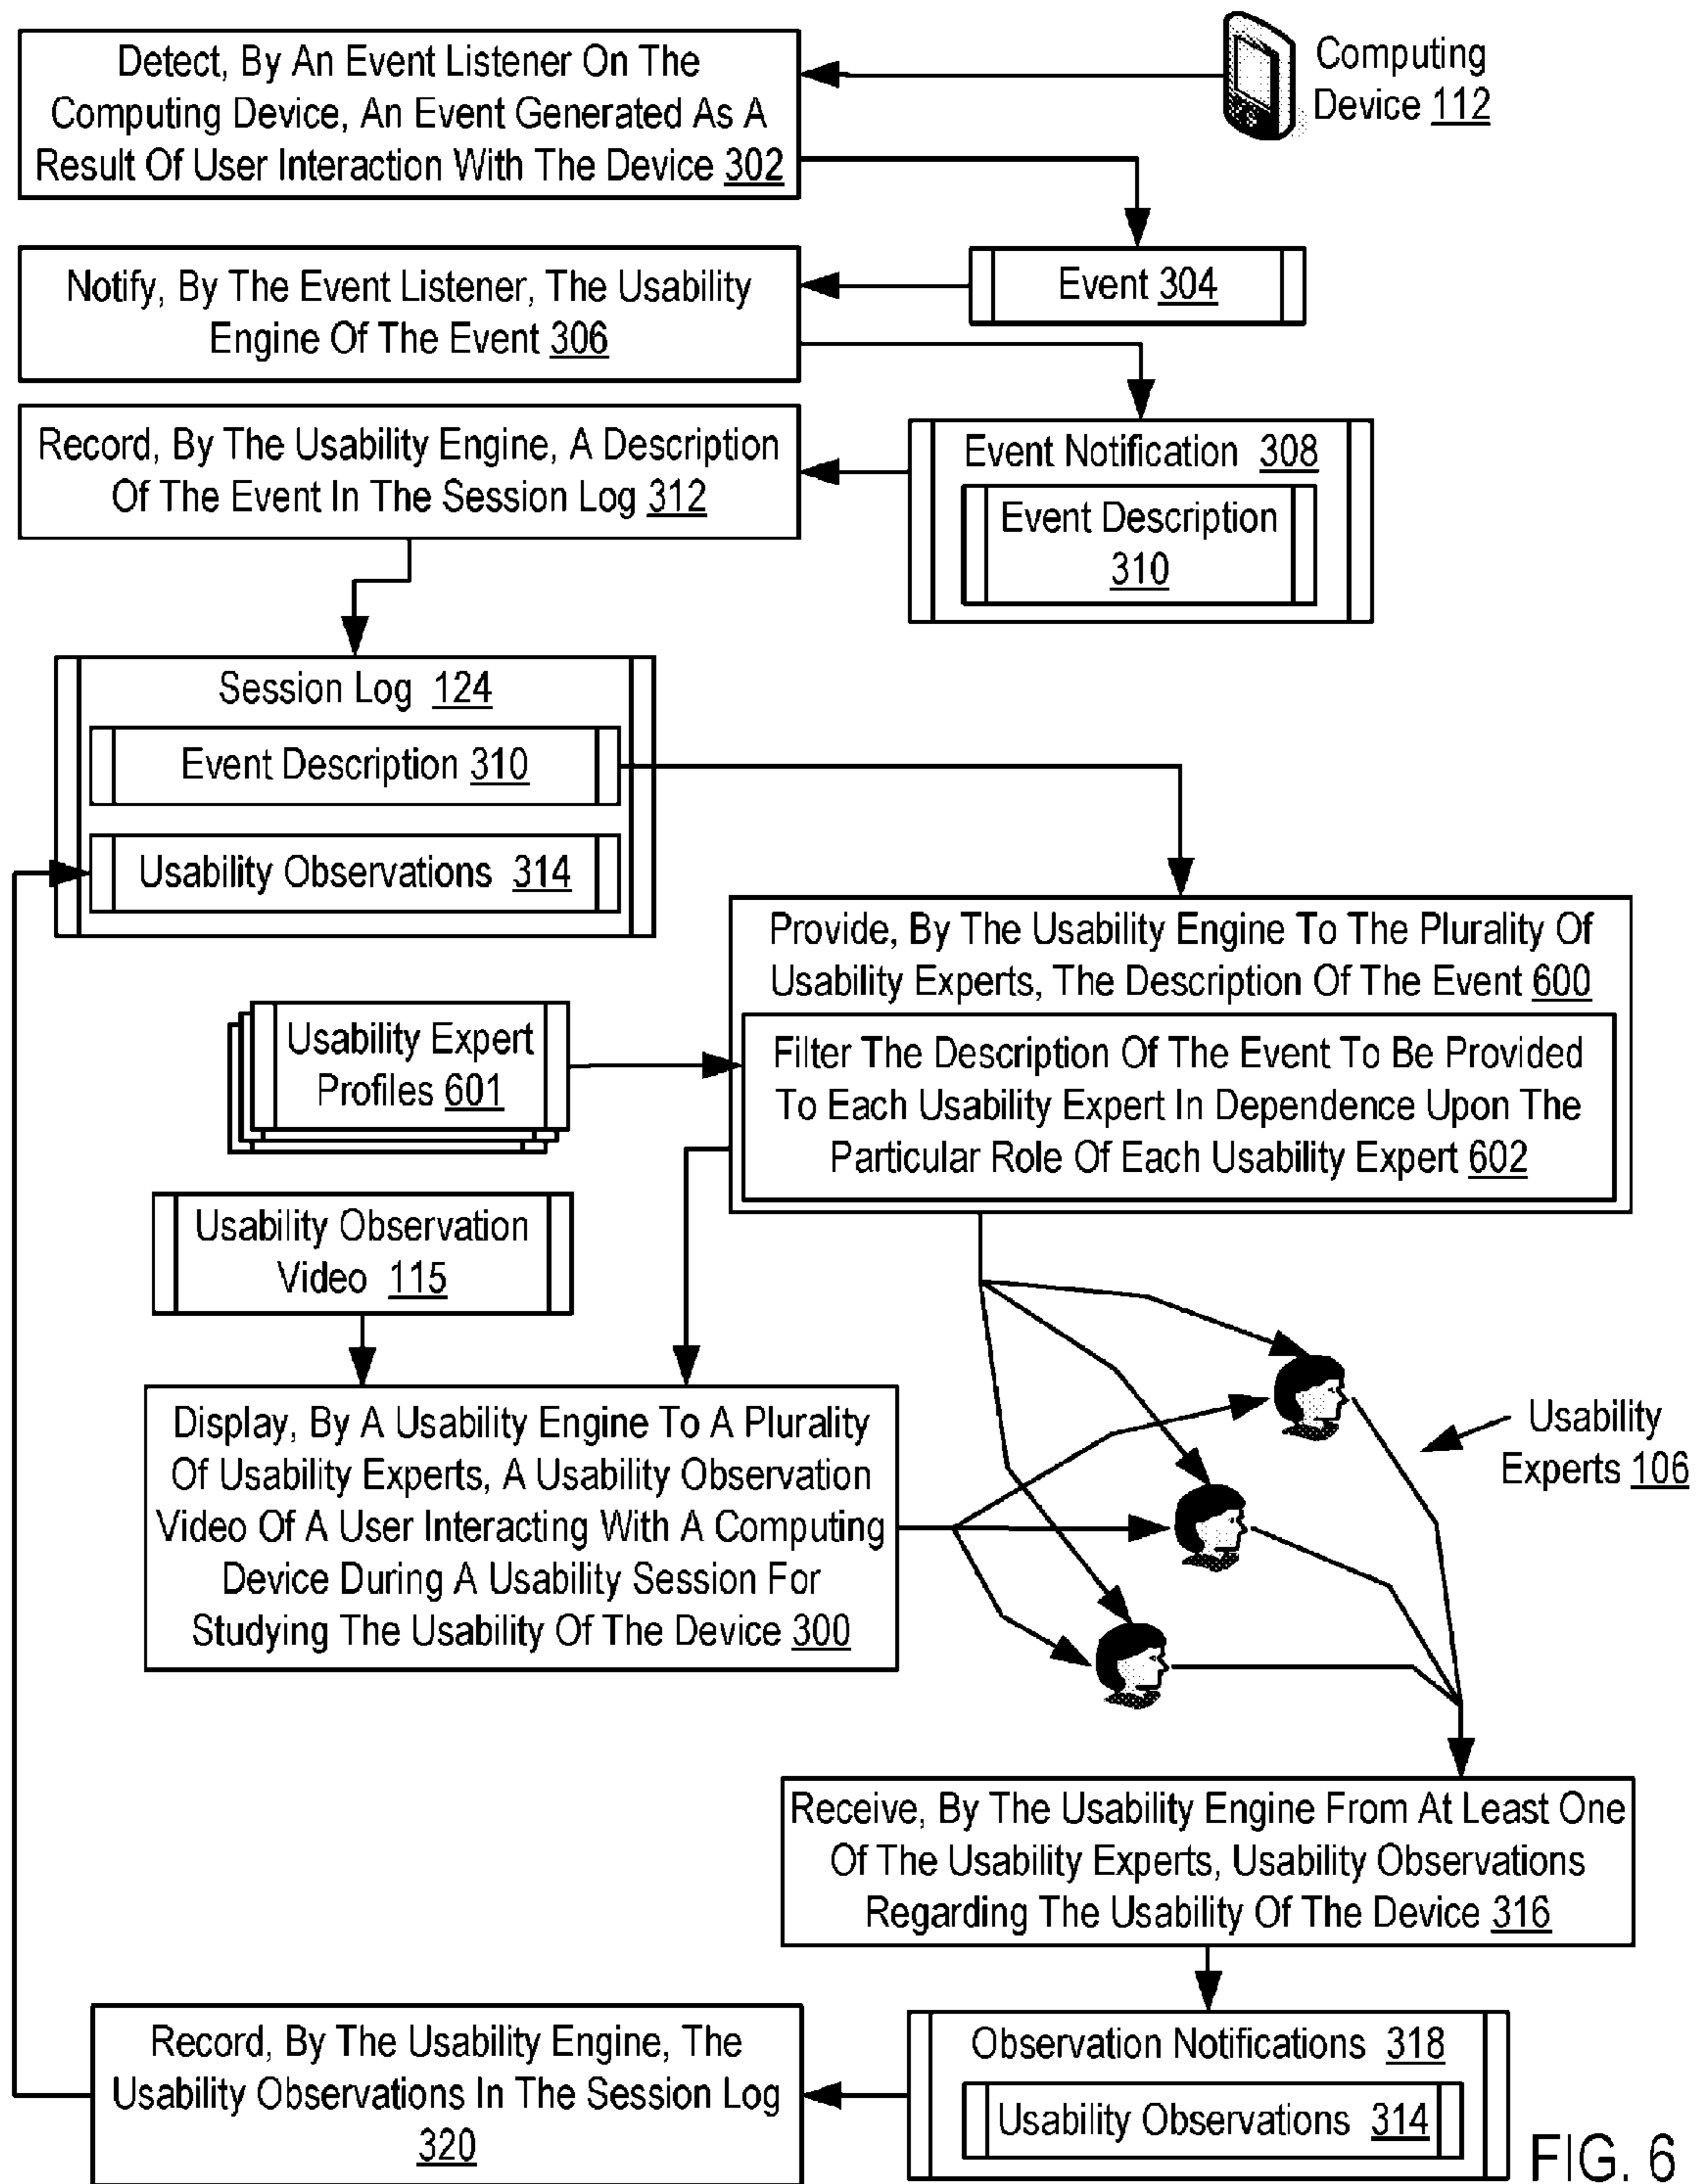 Detect, By An Event Listener On The
Computing Device, An Event Generated As A
Result Of User Interaction With The Device 302
Computing
Device 112
Notify, By The Event Listener, The Usability
Engine Of The Event 306
Event 304
Record, By The Usability Engine, A Description
Of The Event In The Session Log 312
Event Notification 308
Event Description
310
Session Log 124
Event Description 310
Usability Observations 314
Provide, By The Usability Engine To The Plurality Of
Usability Experts, The Description Of The Event 600
Filter The Description Of The Event To Be Provided
To Each Usability Expert In Dependence Upon The
Particular Role Of Each Usability Expert 602
Usability Expert
Profiles 601
Usability Observation
Video 115
Display, By A Usability Engine To A Plurality
Of Usability Experts, A Usability Observation
Video Of A User Interacting With A Computing
Device During A Usability Session For
Studying The Usability Of The Device 300
Usability
Experts 106
Receive, By The Usability Engine From At Least One
Of The Usability Experts, Usability Observations
Regarding The Usability Of The Device 316
Record, By The Usability Engine, The
Usability Observations In The Session Log
320
Observation Notifications 318
Usability Observations 314
FIG. 6